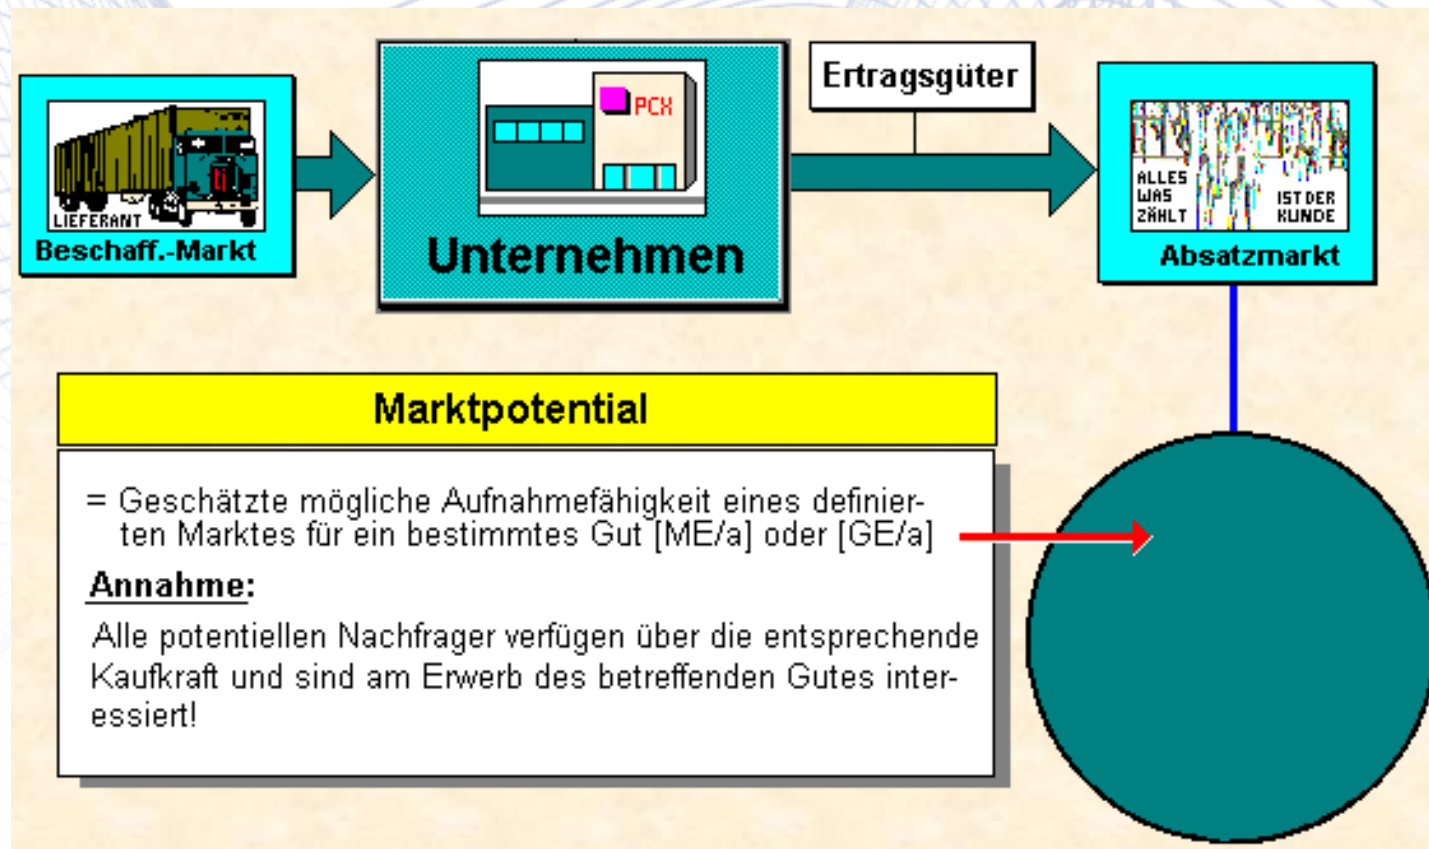 LIEFERANT
Beschaff.-Markt
PCX
Unternehmen
Ertragsgüter
ALLES
WAS
ZÄHLT
IST DER
KUNDE
Absatzmarkt
Marktpotential
= Geschätzte mögliche Aufnahmefähigkeit eines definier-
ten Marktes für ein bestimmtes Gut [ME/a] oder [GE/a]
Annahme:
Alle potentiellen Nachfrager verfügen über die entsprechende
Kaufkraft und sind am Erwerb des betreffenden Gutes inter-
essiert!